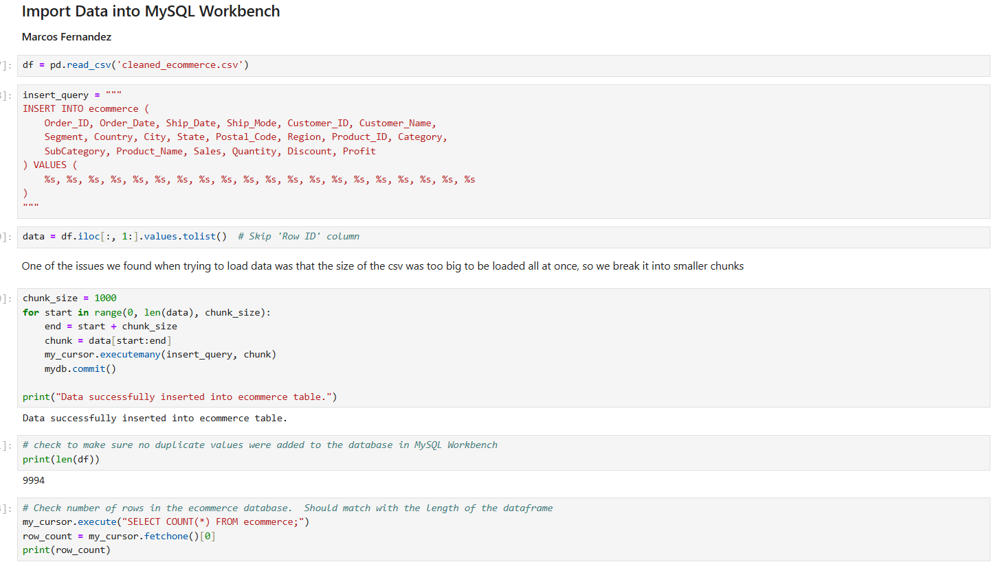 Import Data into MySQL Workbench
Marcos Fernandez
]:
df = pd.read_csv('cleaned_ecommerce.csv')
]:
insert_query = """
INSERT INTO ecommerce (
    Order_ID, Order_Date, Ship_Date, Ship_Mode, Customer_ID, Customer_Name,
    Segment, Country, City, State, Postal_Code, Region, Product_ID, Category,
    SubCategory, Product_Name, Sales, Quantity, Discount, Profit
) VALUES (
    %s, %s, %s, %s, %s, %s, %s, %s, %s, %s, %s, %s, %s, %s, %s, %s, %s, %s, %s, %s
)
"""
]:
data = df.iloc[:, 1:].values.tolist()  # Skip 'Row ID' column
One of the issues we found when trying to load data was that the size of the csv was too big to be loaded all at once, so we break it into smaller chunks
]:
chunk_size = 1000
for start in range(0, len(data), chunk_size):
    end = start + chunk_size
    chunk = data[start:end]
    my_cursor.executemany(insert_query, chunk)
    mydb.commit()
print("Data successfully inserted into ecommerce table.")
Data successfully inserted into ecommerce table.
]:
# check to make sure no duplicate values were added to the database in MySQL Workbench
print(len(df))
9994
]:
# Check number of rows in the ecommerce database.  Should match with the length of the dataframe
my_cursor.execute("SELECT COUNT(*) FROM ecommerce;")
row_count = my_cursor.fetchone()[0]
print(row_count)